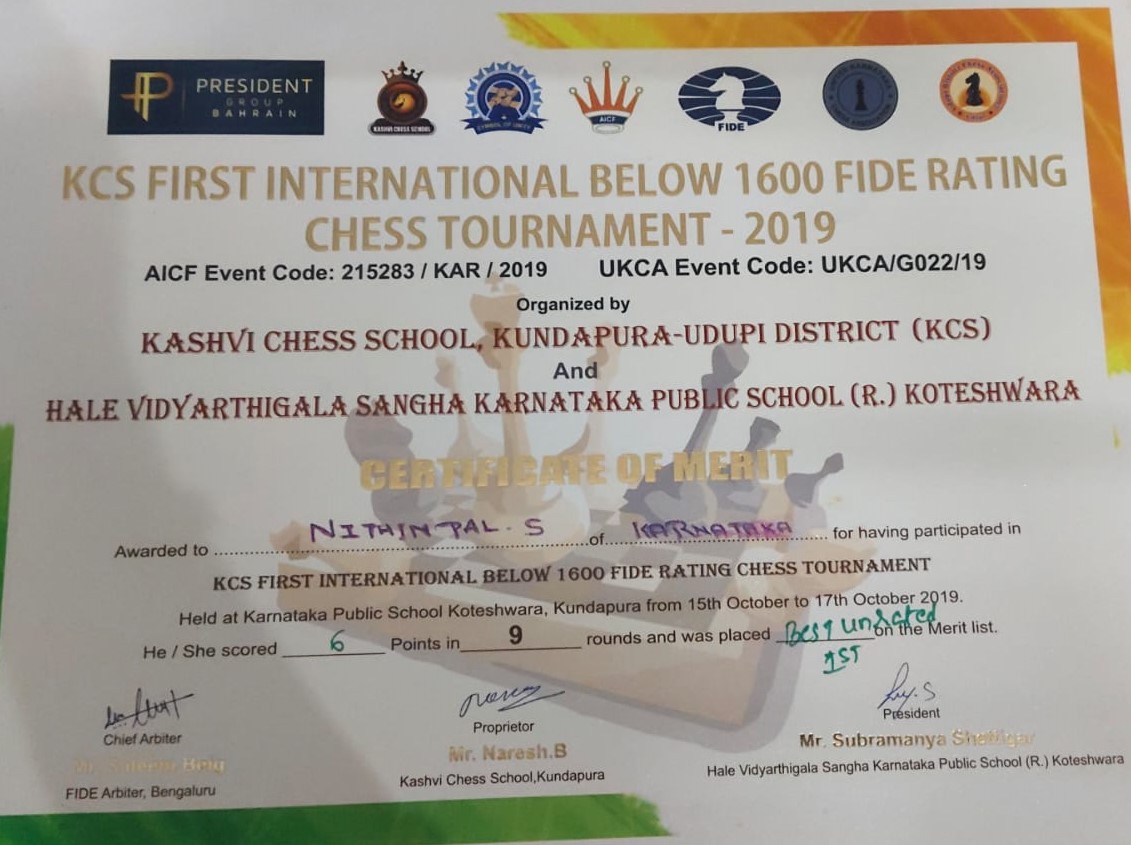 PRESIDENT
GROUP
BAHRAIN
KASHVI CHESS SCHOOL
AICF
FIDE
KCS FIRST INTERNATIONAL BELOW 1600 FIDE RATING
CHESS TOURNAMENT - 2019
AICF Event Code: 215283 / KAR / 2019 UKCA Event Code: UKCA/G022/19
Organized by
KASHVI CHESS SCHOOL, KUNDAPURA-UDUPI DISTRICT (KCS)
And
HALE VIDYARTHIGALA SANGHA KARNATAKA PUBLIC SCHOOL (R.) KOTESHWARA
CERTIFICATE OF MERIT
Awarded to NITHIN PAL. S of KARNATAKA for having participated in
KCS FIRST INTERNATIONAL BELOW 1600 FIDE RATING CHESS TOURNAMENT
Held at Karnataka Public School Koteshwara, Kundapura from 15th October to 17th October 2019.
He / She scored 6 Points in 9 rounds and was placed Best unrated on the Merit list.
1ST
Chief Arbiter
Proprietor
President
Mr. Naresh.B
Mr. Subramanya Shettigar
FIDE Arbiter, Bengaluru
Kashvi Chess School,Kundapura
Hale Vidyarthigala Sangha Karnataka Public School (R.) Koteshwara